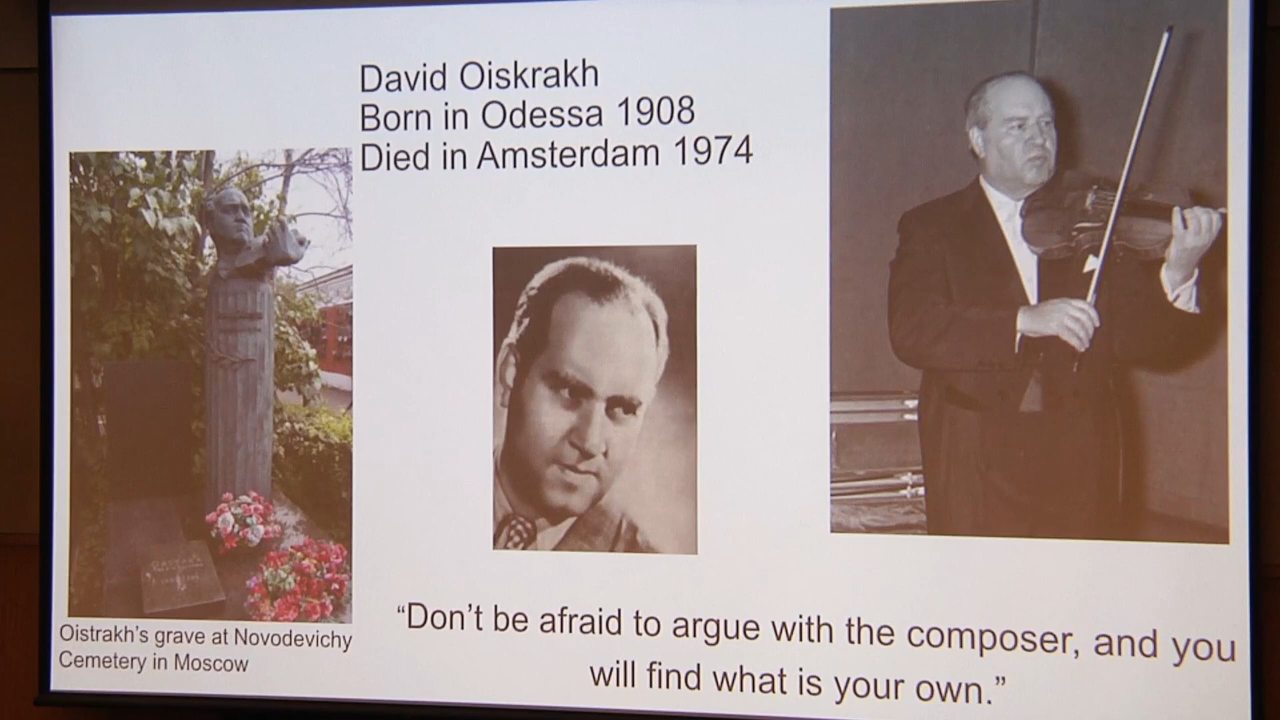 David Oiskrakh
Born in Odessa 1908
Died in Amsterdam 1974
Oistrakh's grave at Novodevichy
Cemetery in Moscow
“Don’t be afraid to argue with the composer, and you
will find what is your own.”